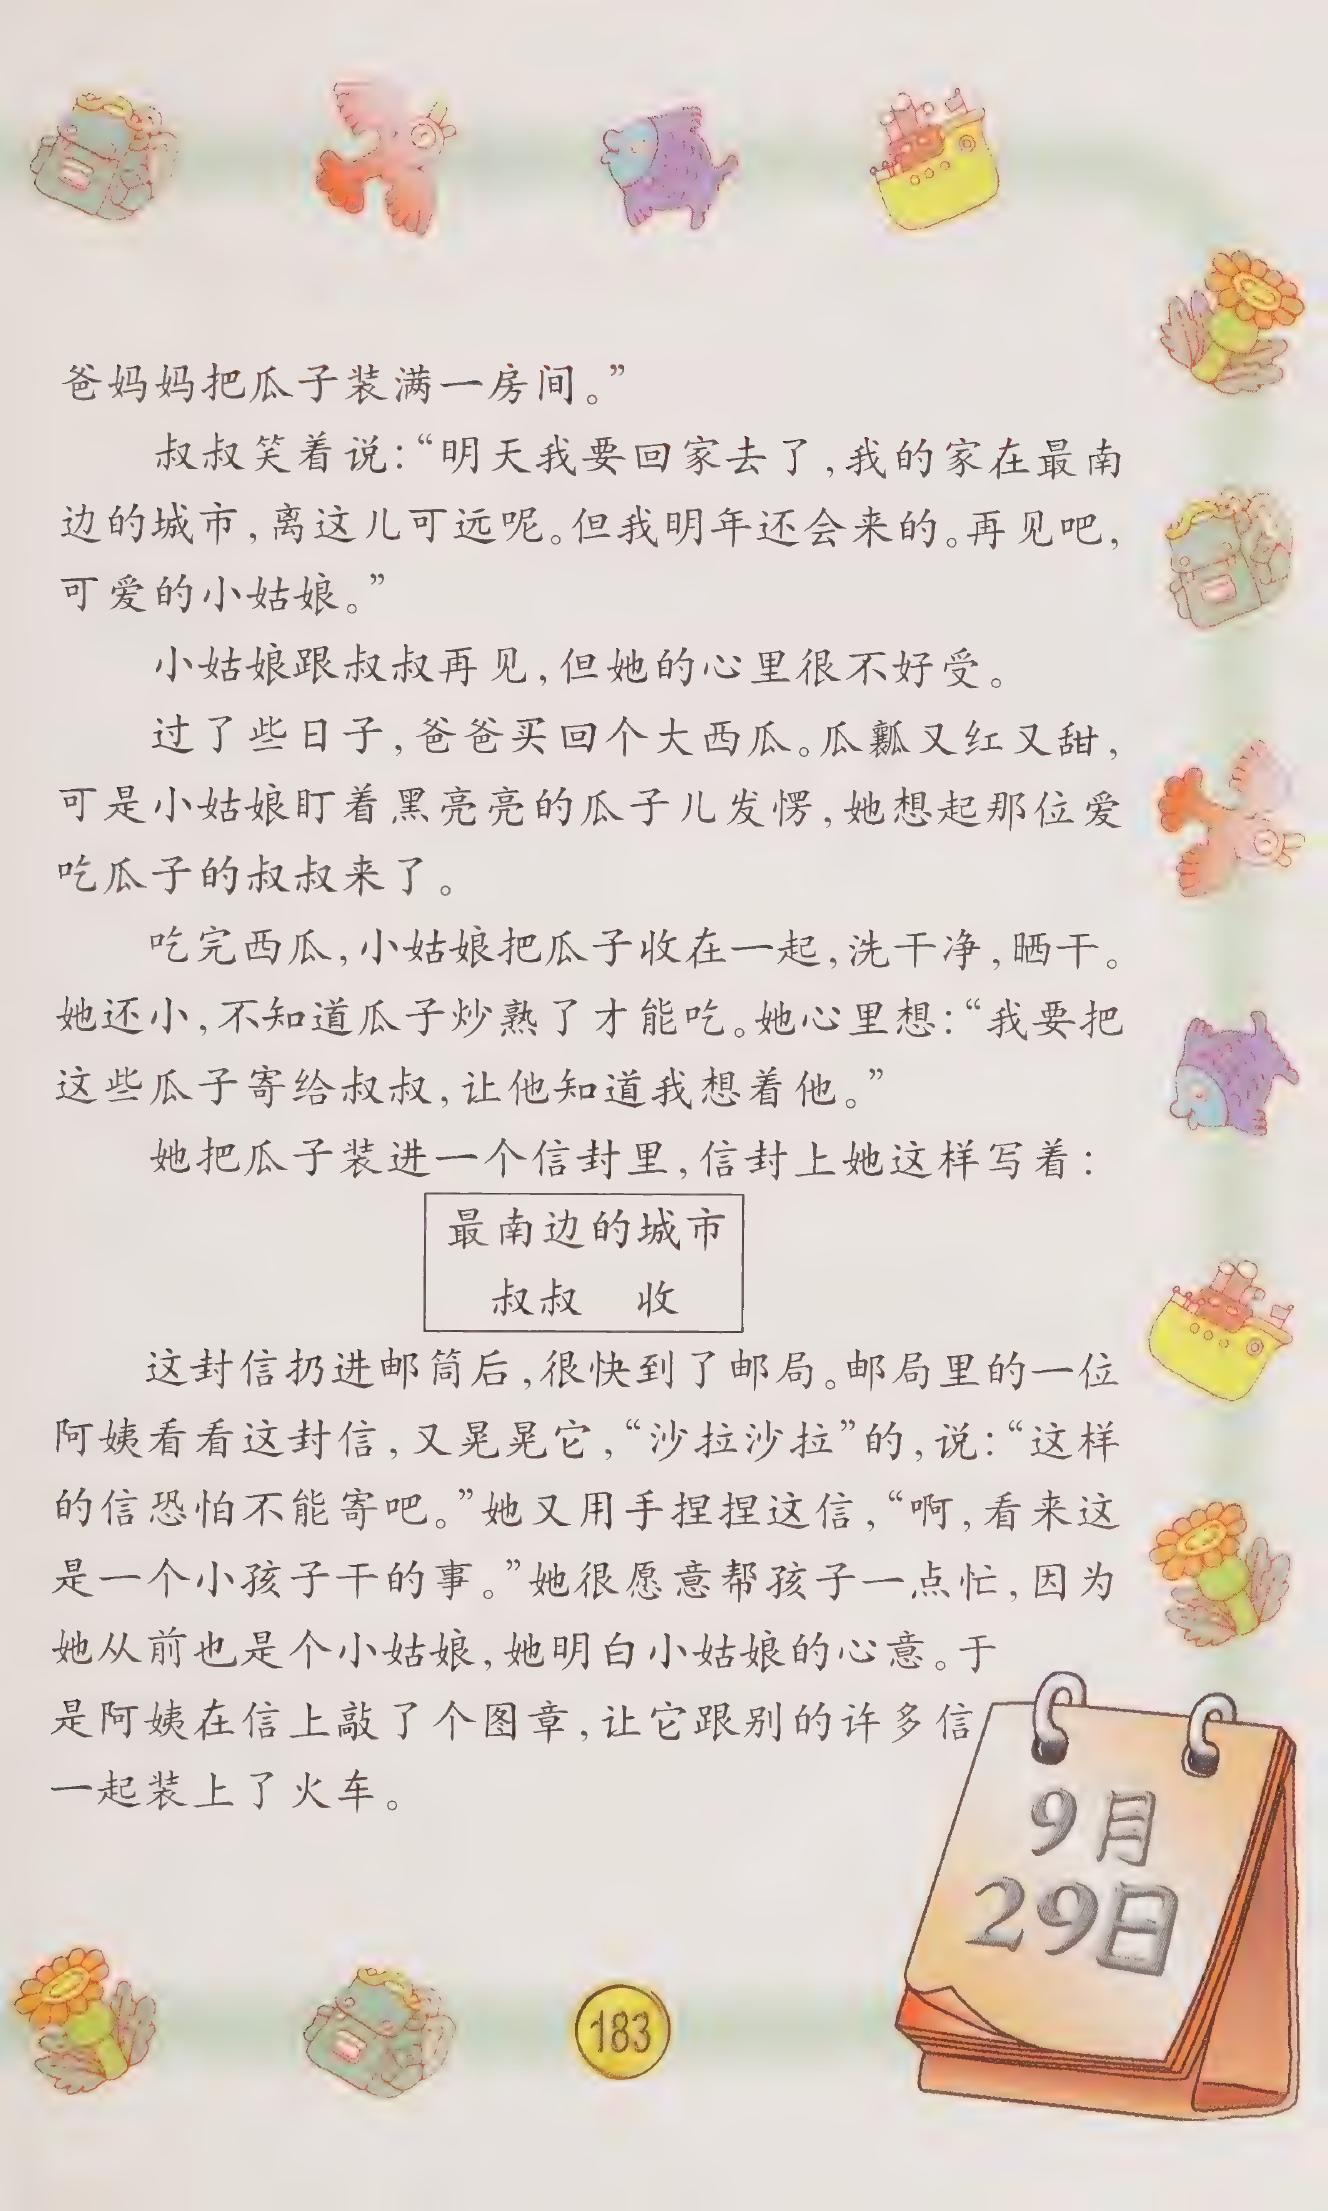 爸妈妈把瓜子装满一房间。”
叔叔笑着说：“明天我要回家去了，我的家在最南
边的城市，离这儿可远呢。但我明年还会来的。再见吧，
可爱的小姑娘。”
小姑娘跟叔叔再见，但她的心里很不好受。
过了些日子，爸爸买回个大西瓜。瓜瓤又红又甜，
可是小姑娘盯着黑亮亮的瓜子儿发愣，她想起那位爱
吃瓜子的叔叔来了。
吃完西瓜，小姑娘把瓜子收在一起，洗干净，晒干。
她还小，不知道瓜子炒熟了才能吃。她心里想：“我要把
这些瓜子寄给叔叔，让他知道我想着他。”
她把瓜子装进一个信封里，信封上她这样写着：
最南边的城市
叔叔　收
这封信扔进邮筒后，很快到了邮局。邮局里的一位
阿姨看看这封信，又晃晃它，“沙拉沙拉”的，说：“这样
的信恐怕不能寄吧。”她又用手捏捏这信，“啊，看来这
是一个小孩子干的事。”她很愿意帮孩子一点忙，因为
她从前也是个小姑娘，她明白小姑娘的心意。于
是阿姨在信上敲了个图章，让它跟别的许多信
一起装上了火车。
9月
29日
183